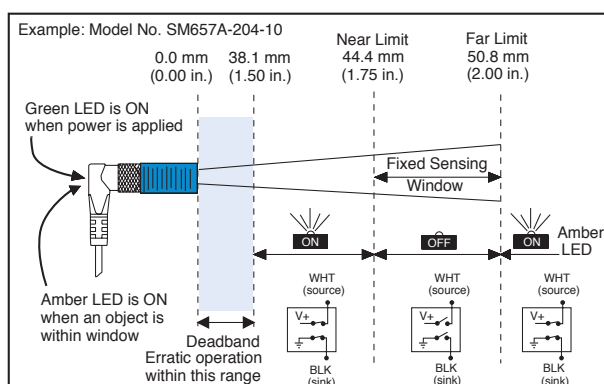 Example: Model No. SM657A-204-10
0.0 mm
(0.00 in.)
38.1 mm
(1.50 in.)
Near Limit
44.4 mm
(1.75 in.)
Far Limit
50.8 mm
(2.00 in.)
Green LED is ON
when power is applied
Fixed Sensing
Window
ON
OFF
ON
Amber
LED
Amber LED is ON
when an object is
within window
WHT
(source)
V+
BLK
(sink)
WHT
(source)
V+
BLK
(sink)
WHT
(source)
V+
BLK
(sink)
Deadband
Erratic operation
within this range